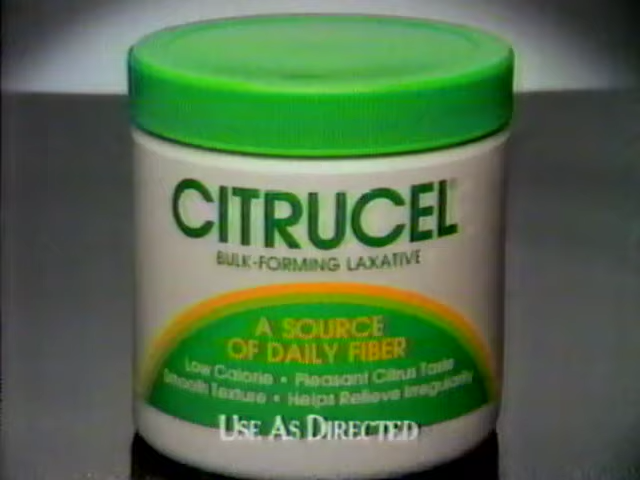 CITRUCEL
BULK-FORMING LAXATIVE
A SOURCE
OF DAILY FIBER
Low Calorie • Pleasant Citrus Taste
Smooth Texture • Helps Relieve Irregularity
USE AS DIRECTED